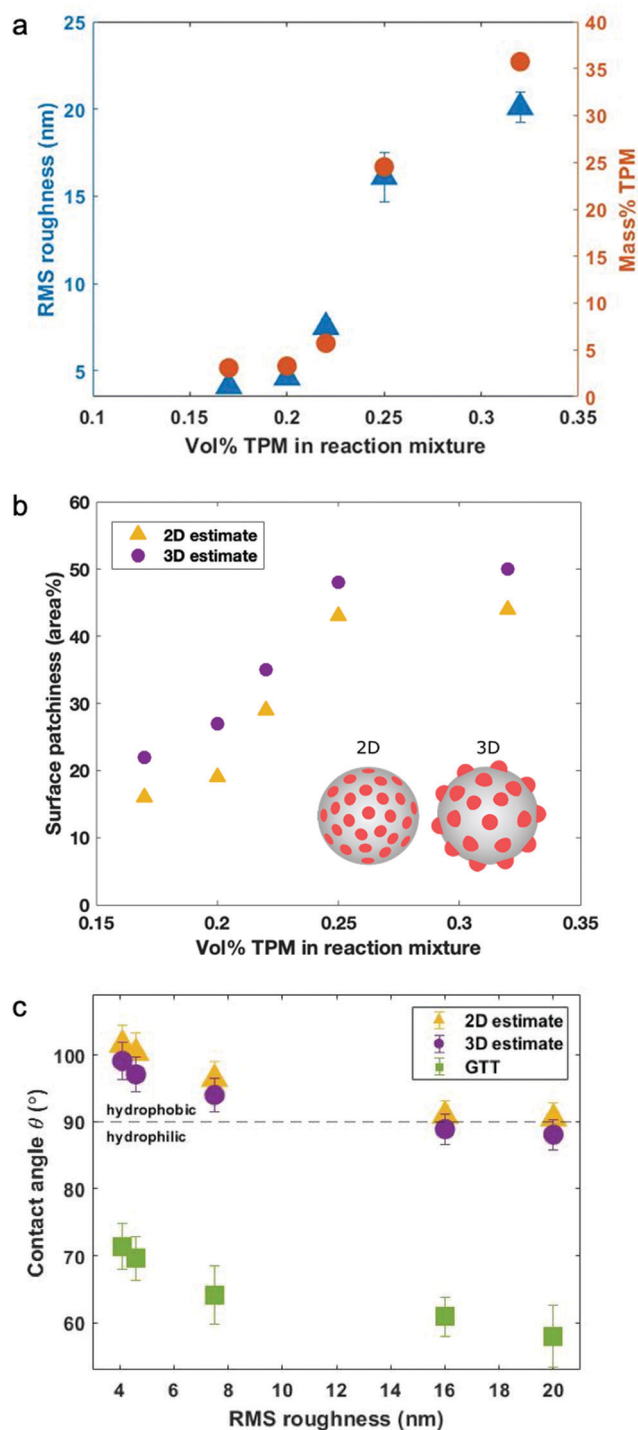 a
25
20
15
10
5
RMS roughness (nm)
40
35
30
25
20
15
10
5
0
Mass% TPM
0.1
0.15
0.2
0.25
0.3
0.35
Vol% TPM in reaction mixture
b
60
50
40
30
20
10
0
Surface patchiness (area%)
2D estimate
3D estimate
2D
3D
0.15
0.2
0.25
0.3
0.35
Vol% TPM in reaction mixture
c
100
90
80
70
60
Contact angle θ (°)
2D estimate
3D estimate
GTT
hydrophobic
hydrophilic
4
6
8
10
12
14
16
18
20
RMS roughness (nm)